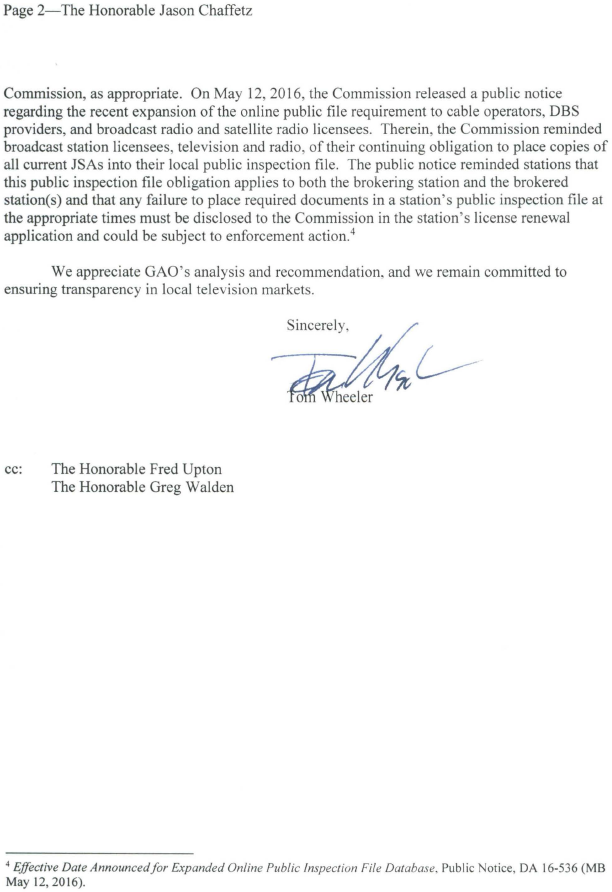 Page 2—The Honorable Jason Chaffetz
Commission, as appropriate. On May 12, 2016, the Commission released a public notice
regarding the recent expansion of the online public file requirement to cable operators, DBS
providers, and broadcast radio and satellite radio licensees. Therein, the Commission reminded
broadcast station licensees, television and radio, of their continuing obligation to place copies of
all current JSAs into their local public inspection file. The public notice reminded stations that
this public inspection file obligation applies to both the brokering station and the brokered
station(s) and that any failure to place required documents in a station's public inspection file at
the appropriate times must be disclosed to the Commission in the station's license renewal
application and could be subject to enforcement action.⁴
We appreciate GAO's analysis and recommendation, and we remain committed to
ensuring transparency in local television markets.
Sincerely,
Tom Wheeler
cc: The Honorable Fred Upton
The Honorable Greg Walden
⁴ Effective Date Announced for Expanded Online Public Inspection File Database, Public Notice, DA 16-536 (MB
May 12, 2016).